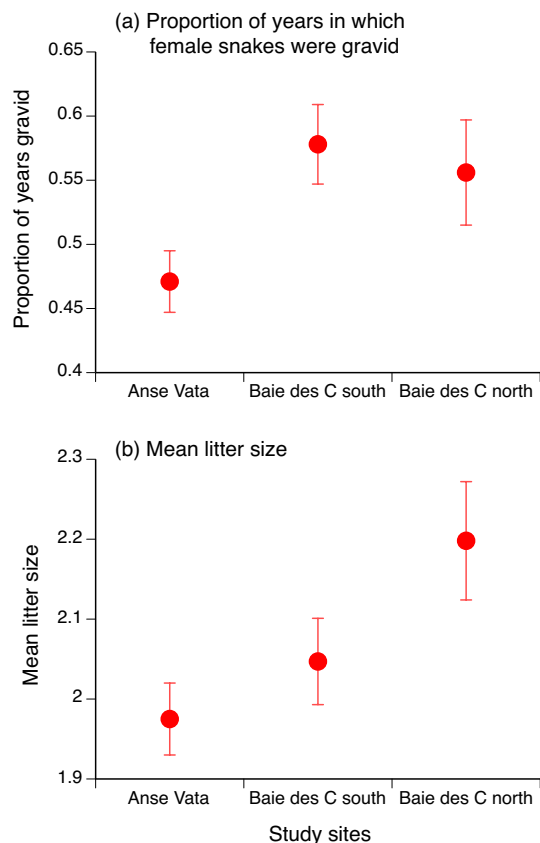 (a) Proportion of years in which
female snakes were gravid
Proportion of years gravid
0.65
0.6
0.55
0.5
0.45
0.4
Anse Vata Baie des C south Baie des C north
(b) Mean litter size
Mean litter size
2.3
2.2
2.1
2
1.9
Anse Vata Baie des C south Baie des C north
Study sites